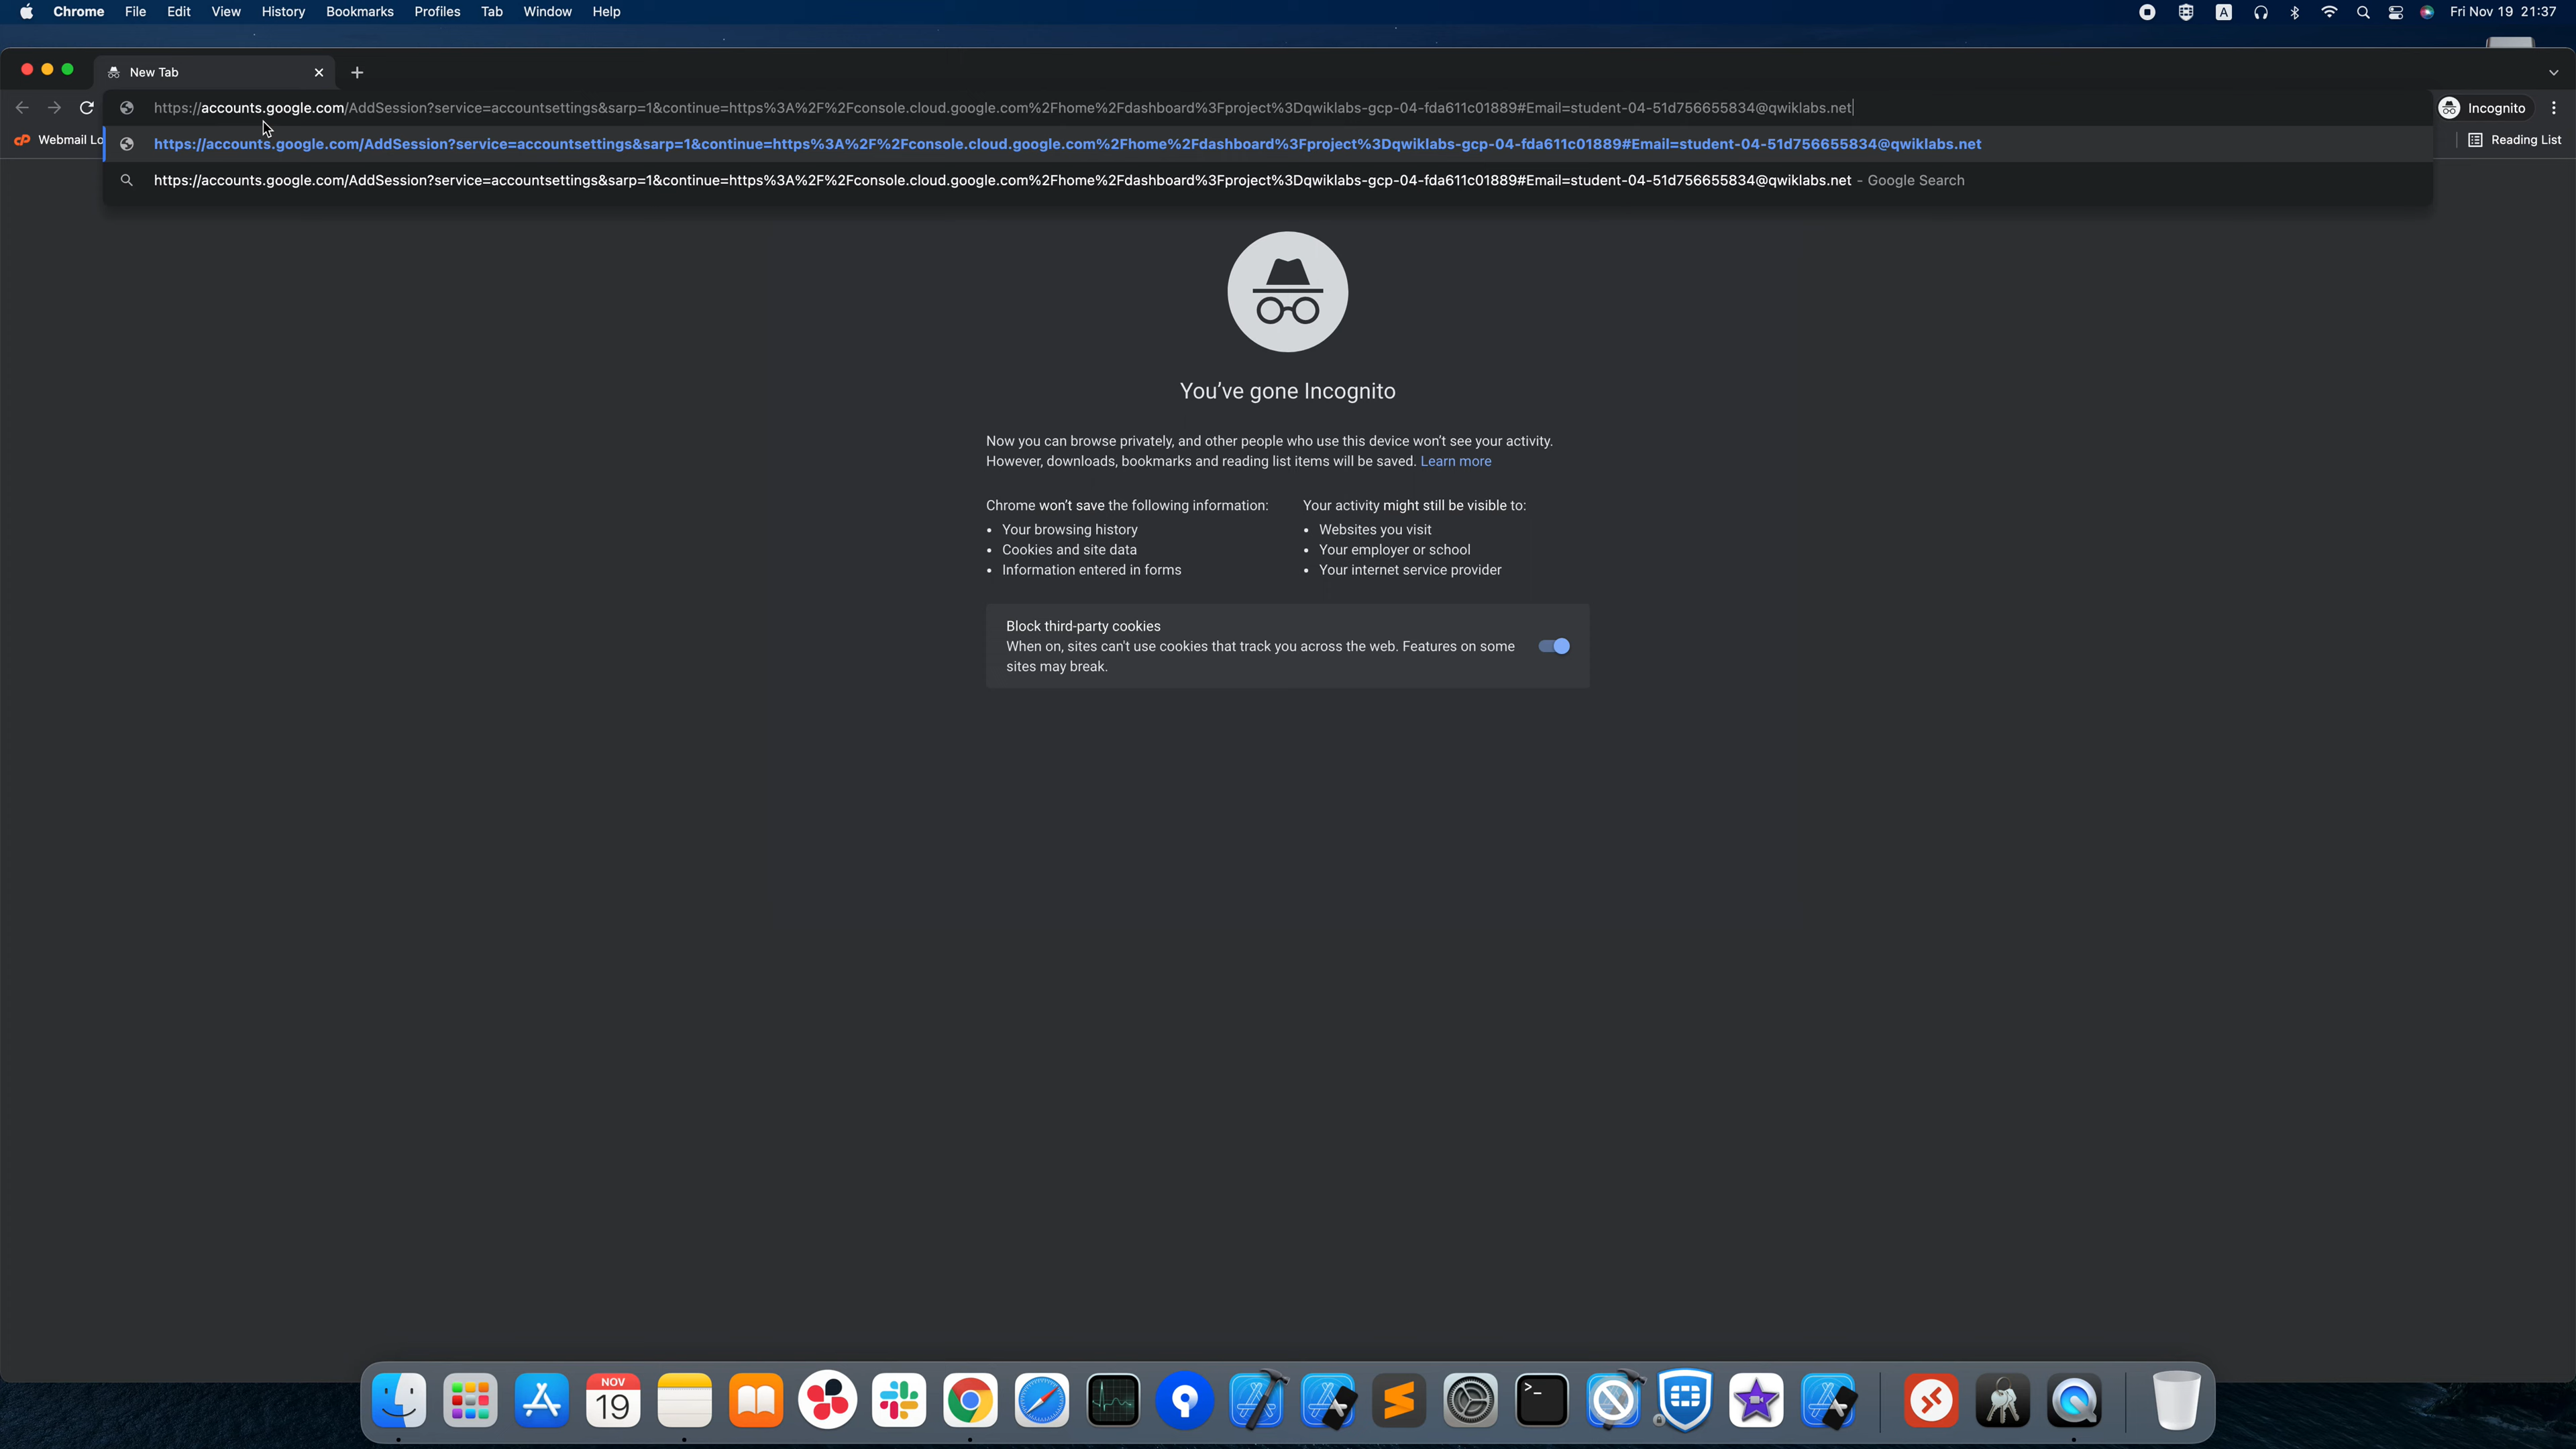 Chrome File Edit View History Bookmarks Profiles Tab Window Help
A
Fri Nov 19 21:37
New Tab
https://accounts.google.com/AddSession?service=accountsettings&sarp=1&continue=https%3A%2F%2Fconsole.cloud.google.com%2Fhome%2Fdashboard%3Fproject%3Dqwiklabs-gcp-04-fda611c01889#Email=student-04-51d756655834@qwiklabs.net
Incognito
cP Webmail Lo
https://accounts.google.com/AddSession?service=accountsettings&sarp=1&continue=https%3A%2F%2Fconsole.cloud.google.com%2Fhome%2Fdashboard%3Fproject%3Dqwiklabs-gcp-04-fda611c01889#Email=student-04-51d756655834@qwiklabs.net
Reading List
https://accounts.google.com/AddSession?service=accountsettings&sarp=1&continue=https%3A%2F%2Fconsole.cloud.google.com%2Fhome%2Fdashboard%3Fproject%3Dqwiklabs-gcp-04-fda611c01889#Email=student-04-51d756655834@qwiklabs.net - Google Search
You've gone Incognito
Now you can browse privately, and other people who use this device won't see your activity.
However, downloads, bookmarks and reading list items will be saved. Learn more
Chrome won't save the following information:
• Your browsing history
• Cookies and site data
• Information entered in forms
Your activity might still be visible to:
• Websites you visit
• Your employer or school
• Your internet service provider
Block third-party cookies
When on, sites can't use cookies that track you across the web. Features on some
sites may break.
NOV
19
>_